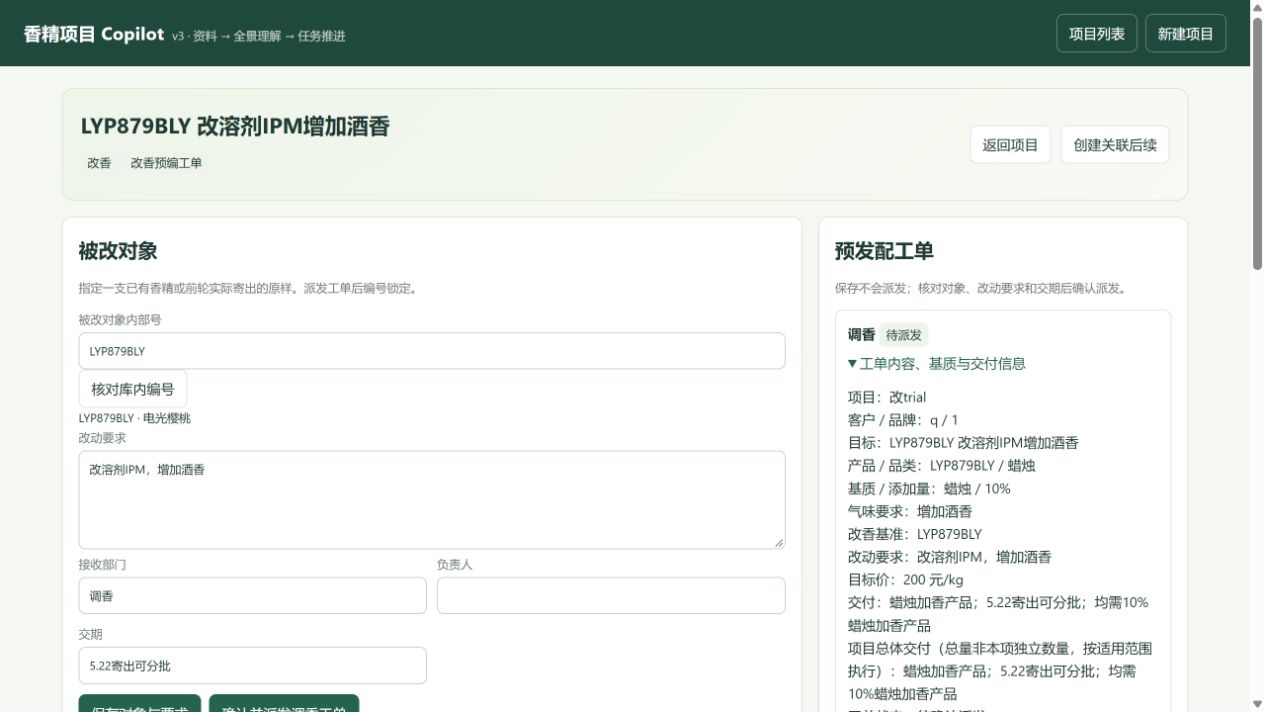 香精项目 Copilot v3 · 资料 → 全景理解 → 任务推进
项目列表
新建项目
LYP879BLY 改溶剂IPM增加酒香
改香 改香预编工单
返回项目
创建关联后续
被改对象
指定一支已有香精或前轮实际寄出的原样。派发工单后编号锁定。
被改对象内部号
LYP879BLY
核对库内编号
LYP879BLY · 电光樱桃
改动要求
改溶剂IPM，增加酒香
接收部门
负责人
调香
交期
5.22寄出可分批
保存对象与要求
确认并派发调香工单
预发配工单
保存不会派发；核对对象、改动要求和交期后确认派发。
调香 待派发
▼工单内容、基质与交付信息
项目：改trial
客户 / 品牌：q / 1
目标：LYP879BLY 改溶剂IPM增加酒香
产品 / 品类：LYP879BLY / 蜡烛
基质 / 添加量：蜡烛 / 10%
气味要求：增加酒香
改香基准：LYP879BLY
改动要求：改溶剂IPM，增加酒香
目标价：200 元/kg
交付：蜡烛加香产品；5.22寄出可分批；均需10%
蜡烛加香产品
项目总体交付（总量非本项独立数量，按适用范围
执行）：蜡烛加香产品；5.22寄出可分批；均需
10%蜡烛加香产品